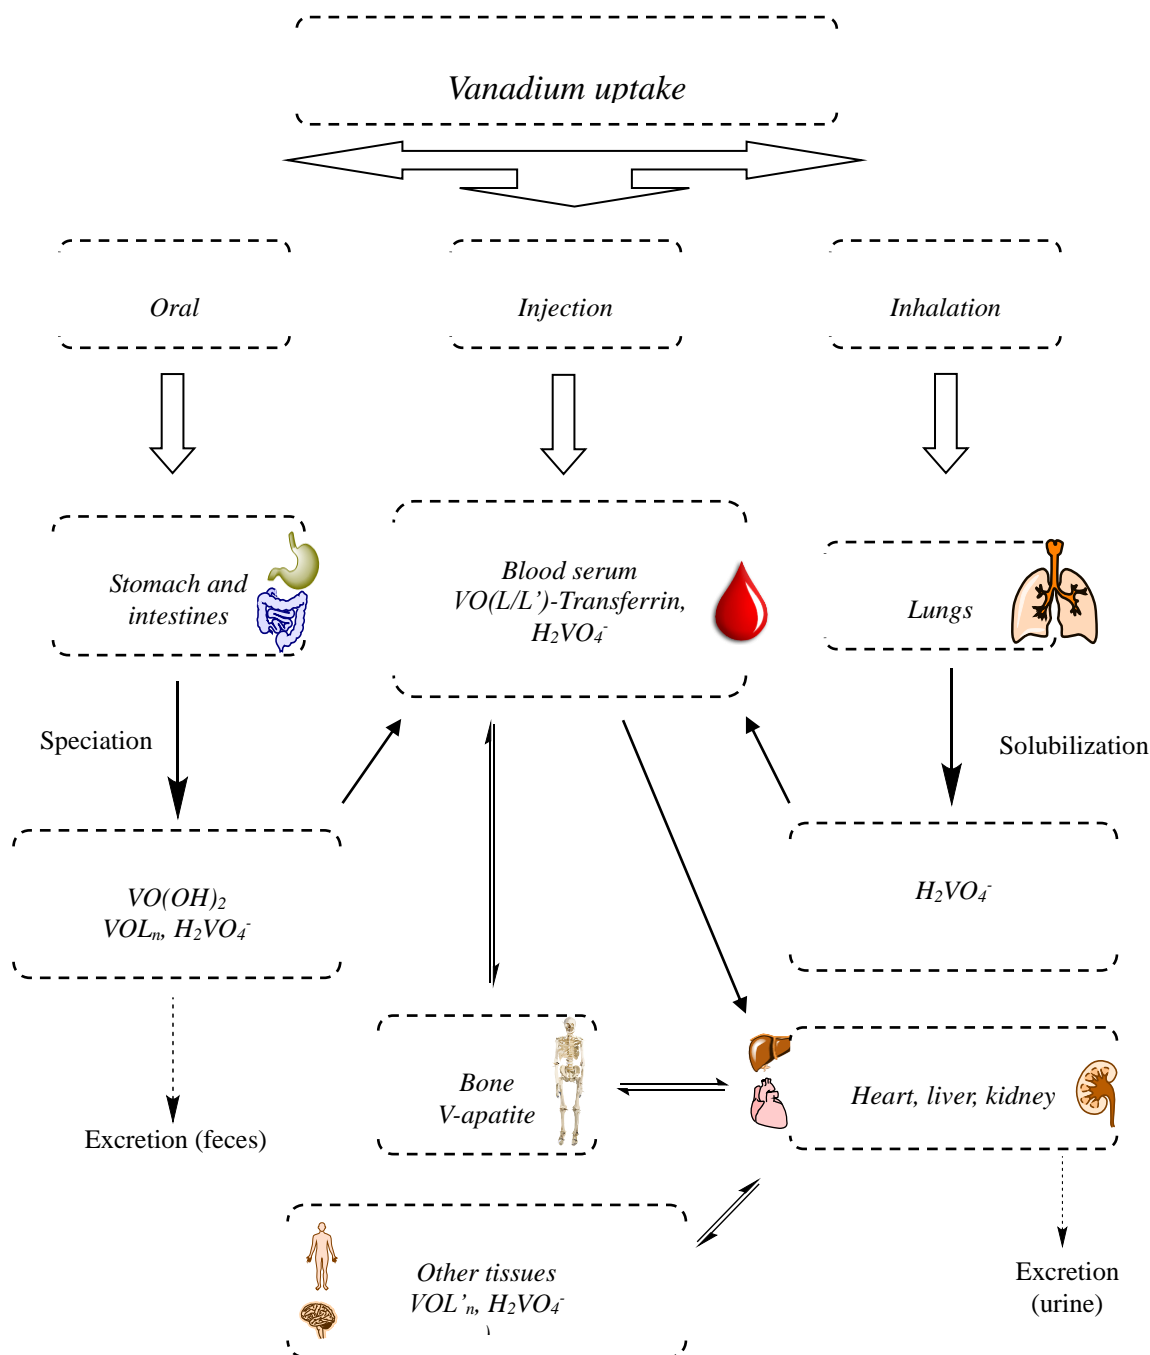 Vanadium uptake
Oral
Injection
Inhalation
Stomach and
intestines
Blood serum
VO(L/L’)-Transferrin,
H₂VO₄⁻
Lungs
Speciation
Solubilization
VO(OH)₂
VOLₙ, H₂VO₄⁻
H₂VO₄⁻
Bone
V-apatite
Heart, liver, kidney
Excretion (feces)
Other tissues
VOL’ₙ, H₂VO₄⁻
)
Excretion
(urine)